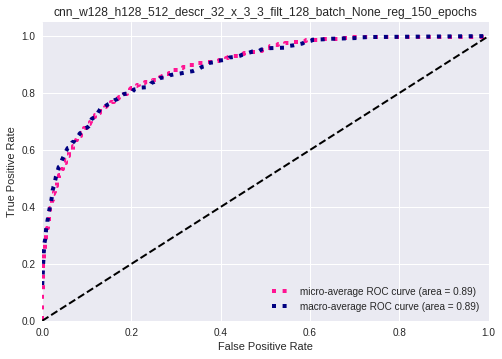 cnn_w128_h128_512_descr_32_x_3_3_filt_128_batch_None_reg_150_epochs
1.0
0.8
0.6
0.4
0.2
0.0
True Positive Rate
micro-average ROC curve (area = 0.89)
macro-average ROC curve (area = 0.89)
0.0 0.2 0.4 0.6 0.8 1.0
False Positive Rate